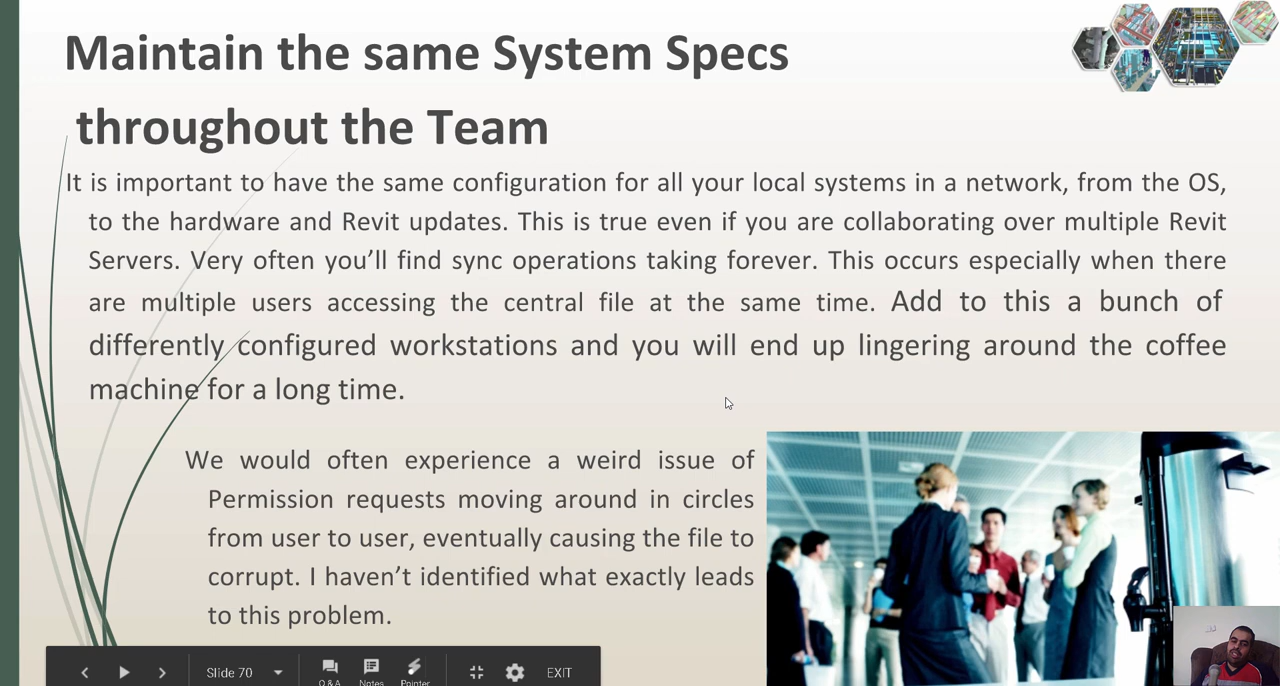 Maintain the same System Specs
throughout the Team
It is important to have the same configuration for all your local systems in a network, from the OS,
to the hardware and Revit updates. This is true even if you are collaborating over multiple Revit
Servers. Very often you’ll find sync operations taking forever. This occurs especially when there
are multiple users accessing the central file at the same time. Add to this a bunch of
differently configured workstations and you will end up lingering around the coffee
machine for a long time.
We would often experience a weird issue of
Permission requests moving around in circles
from user to user, eventually causing the file to
corrupt. I haven’t identified what exactly leads
to this problem.
Slide 70 Q&A Notes Pointer EXIT